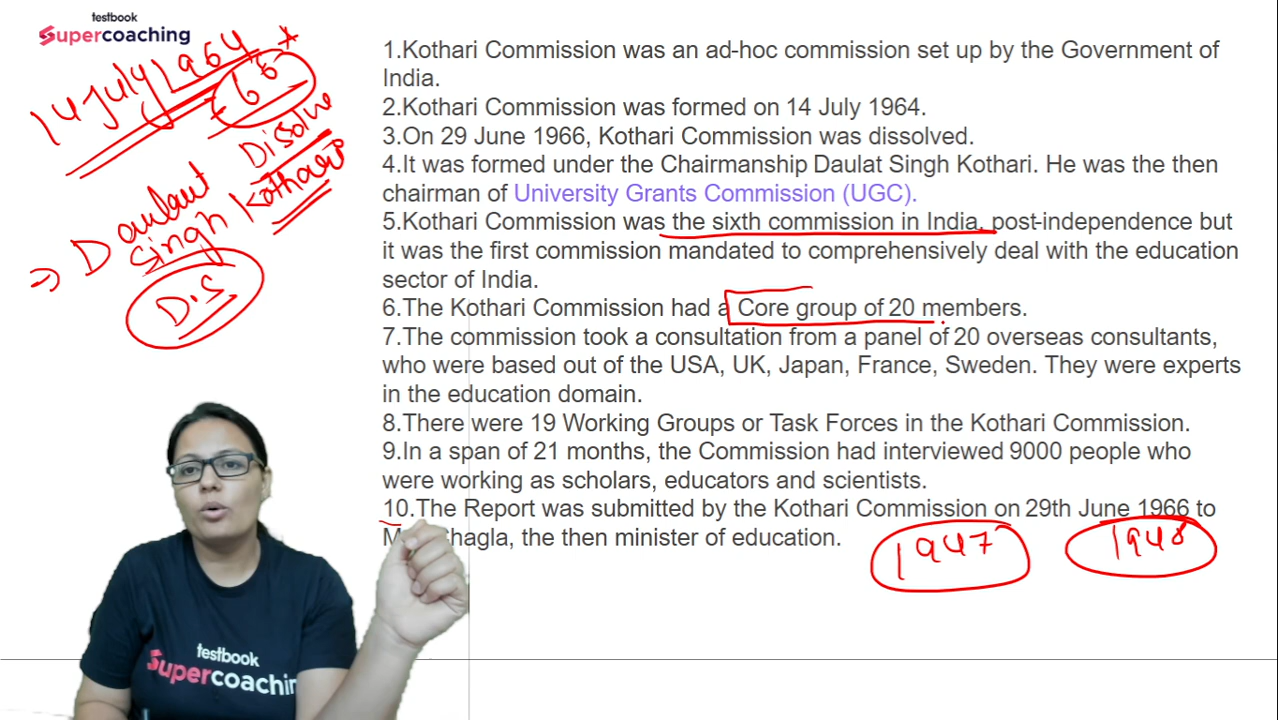 testbook
Supercoaching
14 July 1964
66
Dissolve
⇒ Daulaut
Singh Kothari
D.S
1.Kothari Commission was an ad-hoc commission set up by the Government of
India.
2.Kothari Commission was formed on 14 July 1964.
3.On 29 June 1966, Kothari Commission was dissolved.
4.It was formed under the Chairmanship Daulat Singh Kothari. He was the then
chairman of University Grants Commission (UGC).
5.Kothari Commission was the sixth commission in India, post-independence but
it was the first commission mandated to comprehensively deal with the education
sector of India.
6.The Kothari Commission had a Core group of 20 members.
7.The commission took a consultation from a panel of 20 overseas consultants,
who were based out of the USA, UK, Japan, France, Sweden. They were experts
in the education domain.
8.There were 19 Working Groups or Task Forces in the Kothari Commission.
9.In a span of 21 months, the Commission had interviewed 9000 people who
were working as scholars, educators and scientists.
10.The Report was submitted by the Kothari Commission on 29th June 1966 to
the then minister of education.
1947
1948
testbook
Supercoaching